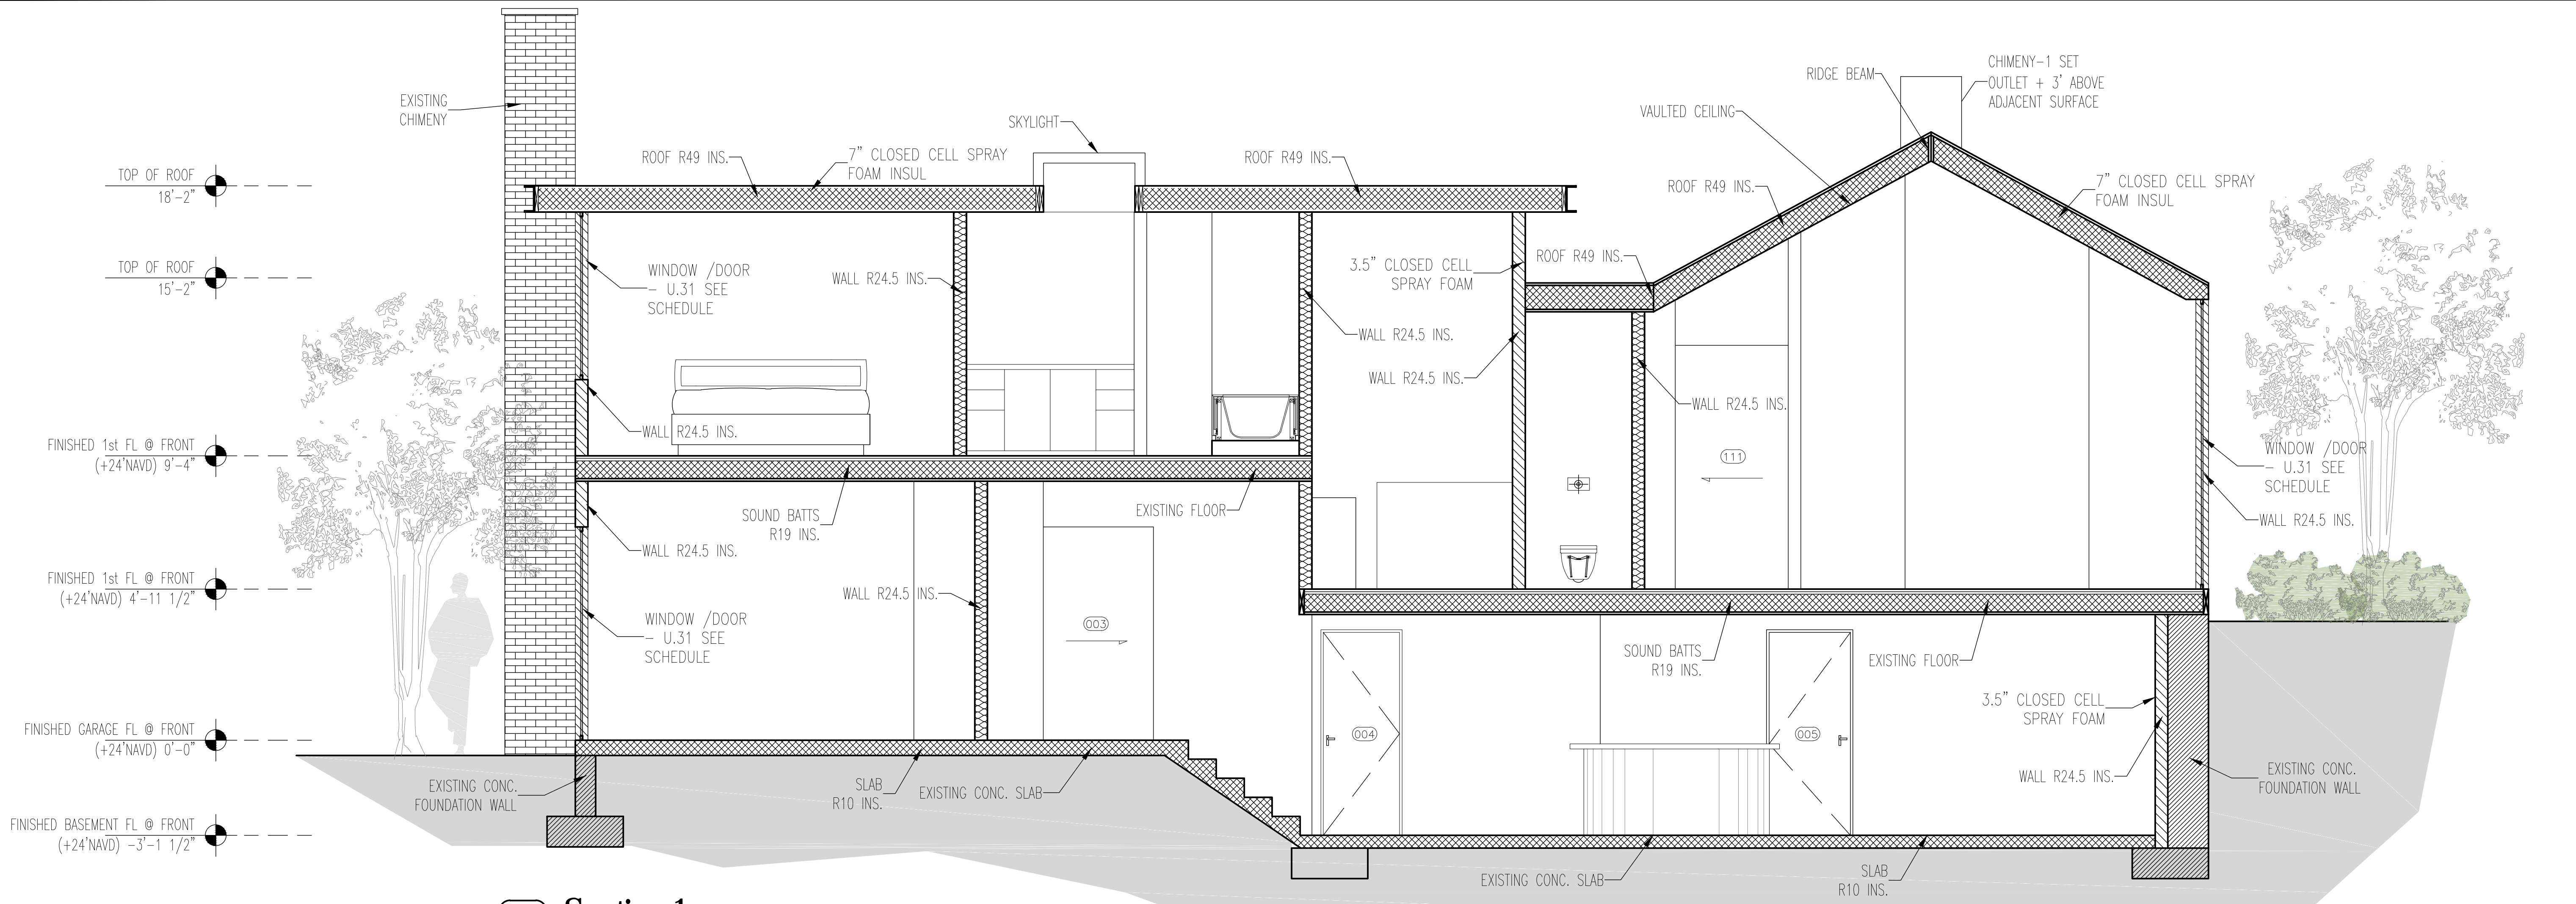 EXISTING
CHIMENY
TOP OF ROOF
18'-2"
TOP OF ROOF
15'-2"
FINISHED 1st FL @ FRONT
(+24'NAVD) 9'-4"
FINISHED 1st FL @ FRONT
(+24'NAVD) 4'-11 1/2"
FINISHED GARAGE FL @ FRONT
(+24'NAVD) 0'-0"
FINISHED BASEMENT FL @ FRONT
(+24'NAVD) -3'-1 1/2"
ROOF R49 INS.
7" CLOSED CELL SPRAY
FOAM INSUL
SKYLIGHT
ROOF R49 INS.
VAULTED CEILING
RIDGE BEAM
CHIMENY-1 SET
OUTLET + 3' ABOVE
ADJACENT SURFACE
ROOF R49 INS.
7" CLOSED CELL SPRAY
FOAM INSUL
WINDOW /DOOR
- U.31 SEE
SCHEDULE
WALL R24.5 INS.
3.5" CLOSED CELL
SPRAY FOAM
ROOF R49 INS.
WALL R24.5 INS.
WALL R24.5 INS.
WALL R24.5 INS.
WALL R24.5 INS.
111
WINDOW /DOOR
- U.31 SEE
SCHEDULE
WALL R24.5 INS.
SOUND BATTS
R19 INS.
EXISTING FLOOR
WALL R24.5 INS.
WALL R24.5 INS.
WINDOW /DOOR
- U.31 SEE
SCHEDULE
003
SOUND BATTS
R19 INS.
EXISTING FLOOR
3.5" CLOSED CELL
SPRAY FOAM
004
005
WALL R24.5 INS.
EXISTING CONC.
FOUNDATION WALL
EXISTING CONC.
FOUNDATION WALL
SLAB
R10 INS.
EXISTING CONC. SLAB
EXISTING CONC. SLAB
SLAB
R10 INS.
Section 1